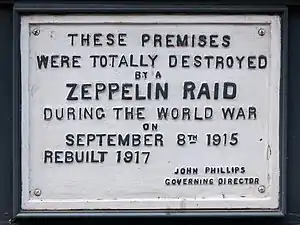 THESE PREMISES
WERE TOTALLY DESTROYED
BY A
ZEPPELIN RAID
DURING THE WORLD WAR
ON
SEPTEMBER 8TH 1915
REBUILT 1917
JOHN PHILLIPS
GOVERNING DIRECTOR